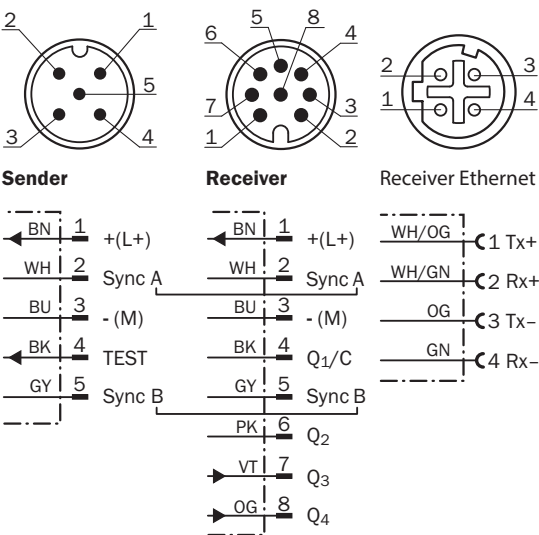 2 1
5
3 4
5 8
6 4
7 3
1 2
2 3
1 4
Sender
Receiver
Receiver Ethernet
BN 1 +(L+)
WH 2 Sync A
BU 3 - (M)
BK 4 TEST
GY 5 Sync B
BN 1 +(L+)
WH 2 Sync A
BU 3 - (M)
BK 4 Q1/C
GY 5 Sync B
PK 6 Q2
VT 7 Q3
OG 8 Q4
WH/OG 1 Tx+
WH/GN 2 Rx+
OG 3 Tx–
GN 4 Rx–